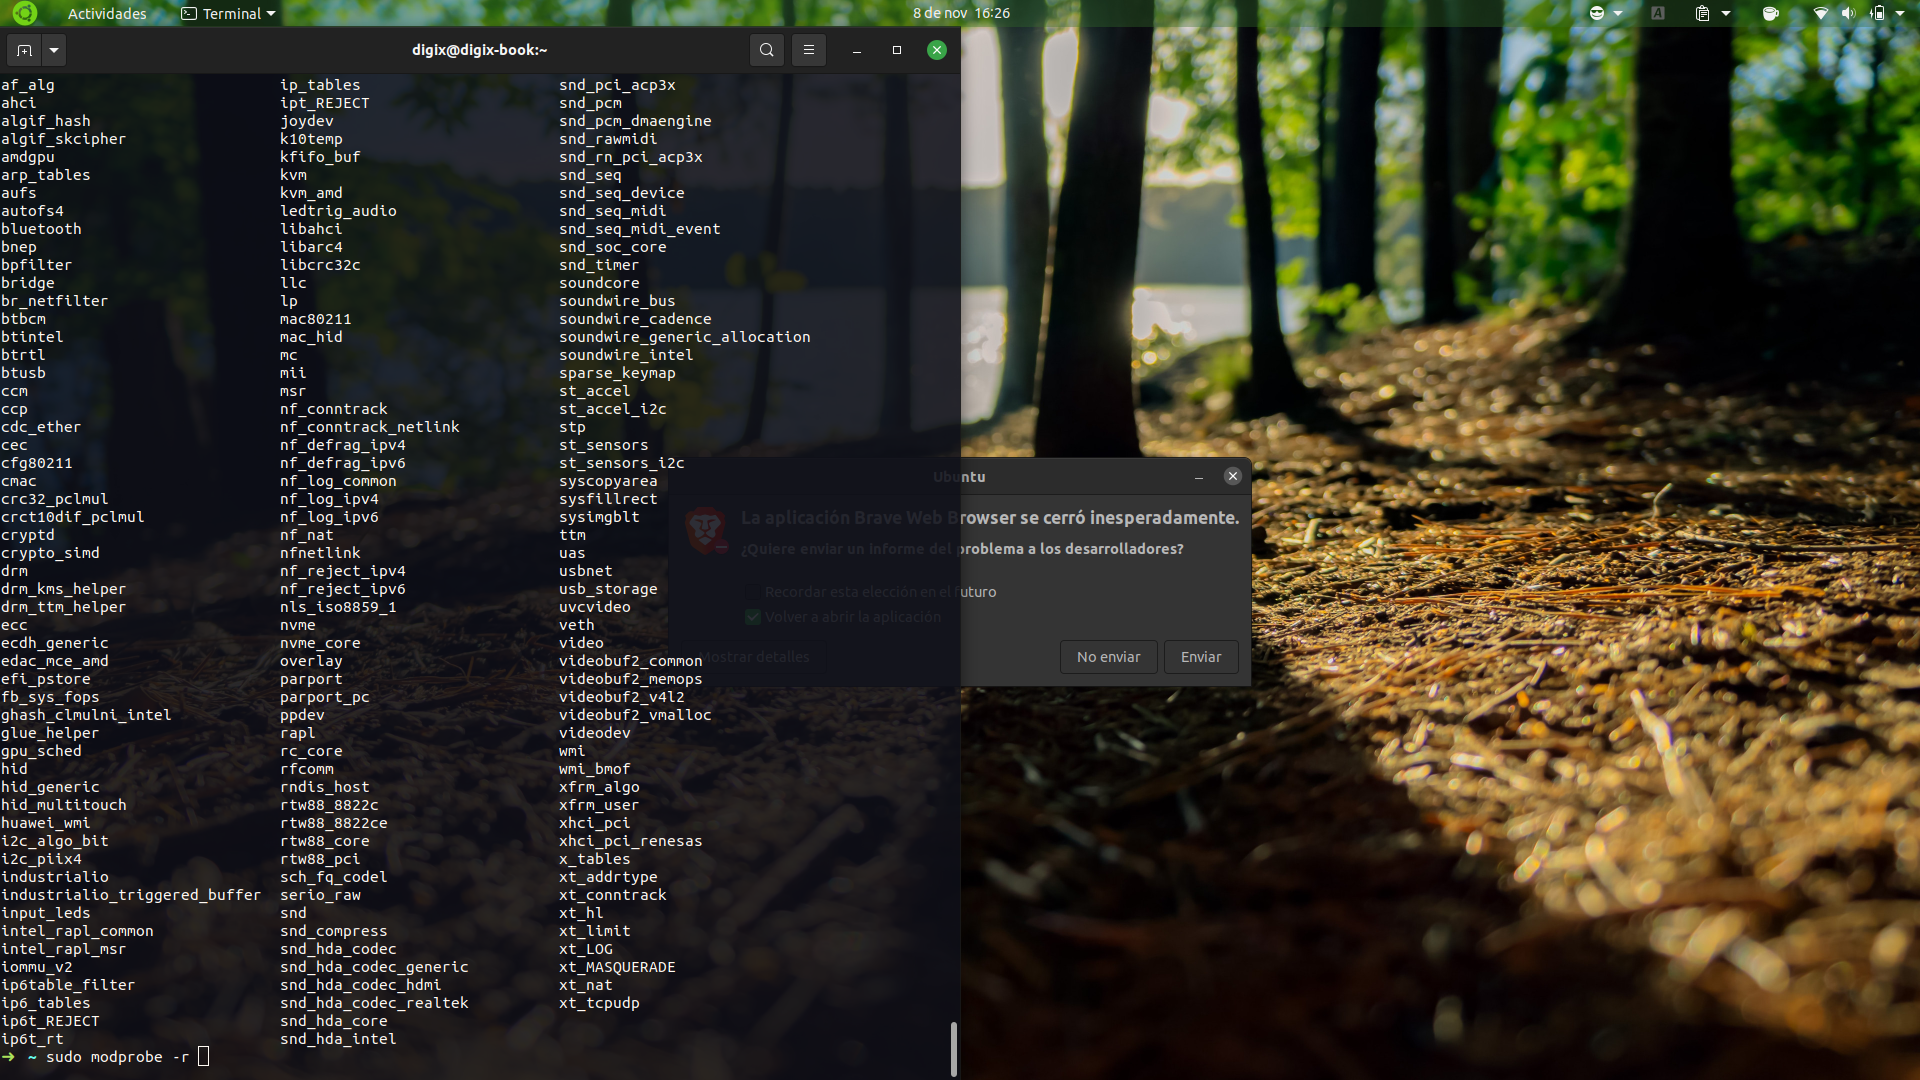 Actividades
Terminal
8 de nov 16:26
A
digix@digix-book:~
af_alg ip_tables snd_pci_acp3x
ahci ipt_REJECT snd_pcm
algif_hash joydev snd_pcm_dmaengine
algif_skcipher k10temp snd_rawmidi
amdgpu kfifo_buf snd_rn_pci_acp3x
arp_tables kvm snd_seq
aufs kvm_amd snd_seq_device
autofs4 ledtrig_audio snd_seq_midi
bluetooth libahci snd_seq_midi_event
bnep libarc4 snd_soc_core
bpfilter libcrc32c snd_timer
bridge llc soundcore
br_netfilter lp soundwire_bus
btbcm mac80211 soundwire_cadence
btintel mac_hid soundwire_generic_allocation
btrtl mc soundwire_intel
btusb mii sparse_keymap
ccm msr st_accel
ccp nf_conntrack st_accel_i2c
cdc_ether nf_conntrack_netlink stp
cec nf_defrag_ipv4 st_sensors
cfg80211 nf_defrag_ipv6 st_sensors_i2c
cmac nf_log_common syscopyarea
crc32_pclmul nf_log_ipv4 sysfillrect
crct10dif_pclmul nf_log_ipv6 sysimgblt
cryptd nf_nat ttm
crypto_simd nfnetlink uas
drm nf_reject_ipv4 usbnet
drm_kms_helper nf_reject_ipv6 usb_storage
drm_ttm_helper nls_iso8859_1 uvcvideo
ecc nvme veth
ecdh_generic nvme_core video
edac_mce_amd overlay videobuf2_common
efi_pstore parport videobuf2_memops
fb_sys_fops parport_pc videobuf2_v4l2
ghash_clmulni_intel ppdev videobuf2_vmalloc
glue_helper rapl videodev
gpu_sched rc_core wmi
hid rfcomm wmi_bmof
hid_generic rndis_host xfrm_algo
hid_multitouch rtw88_8822c xfrm_user
huawei_wmi rtw88_8822ce xhci_pci
i2c_algo_bit rtw88_core xhci_pci_renesas
i2c_piix4 rtw88_pci x_tables
industrialio sch_fq_codel xt_addrtype
industrialio_triggered_buffer serio_raw xt_conntrack
input_leds snd xt_hl
intel_rapl_common snd_compress xt_limit
intel_rapl_msr snd_hda_codec xt_LOG
iommu_v2 snd_hda_codec_generic xt_MASQUERADE
ip6table_filter snd_hda_codec_hdmi xt_nat
ip6_tables snd_hda_codec_realtek xt_tcpudp
ip6t_REJECT snd_hda_core
ip6t_rt snd_hda_intel
➜ ~ sudo modprobe -r
Ubuntu
La aplicación Brave Web Browser se cerró inesperadamente.
¿Quiere enviar un informe del problema a los desarrolladores?
Recordar esta elección en el futuro
Volver a abrir la aplicación
Mostrar detalles
No enviar
Enviar